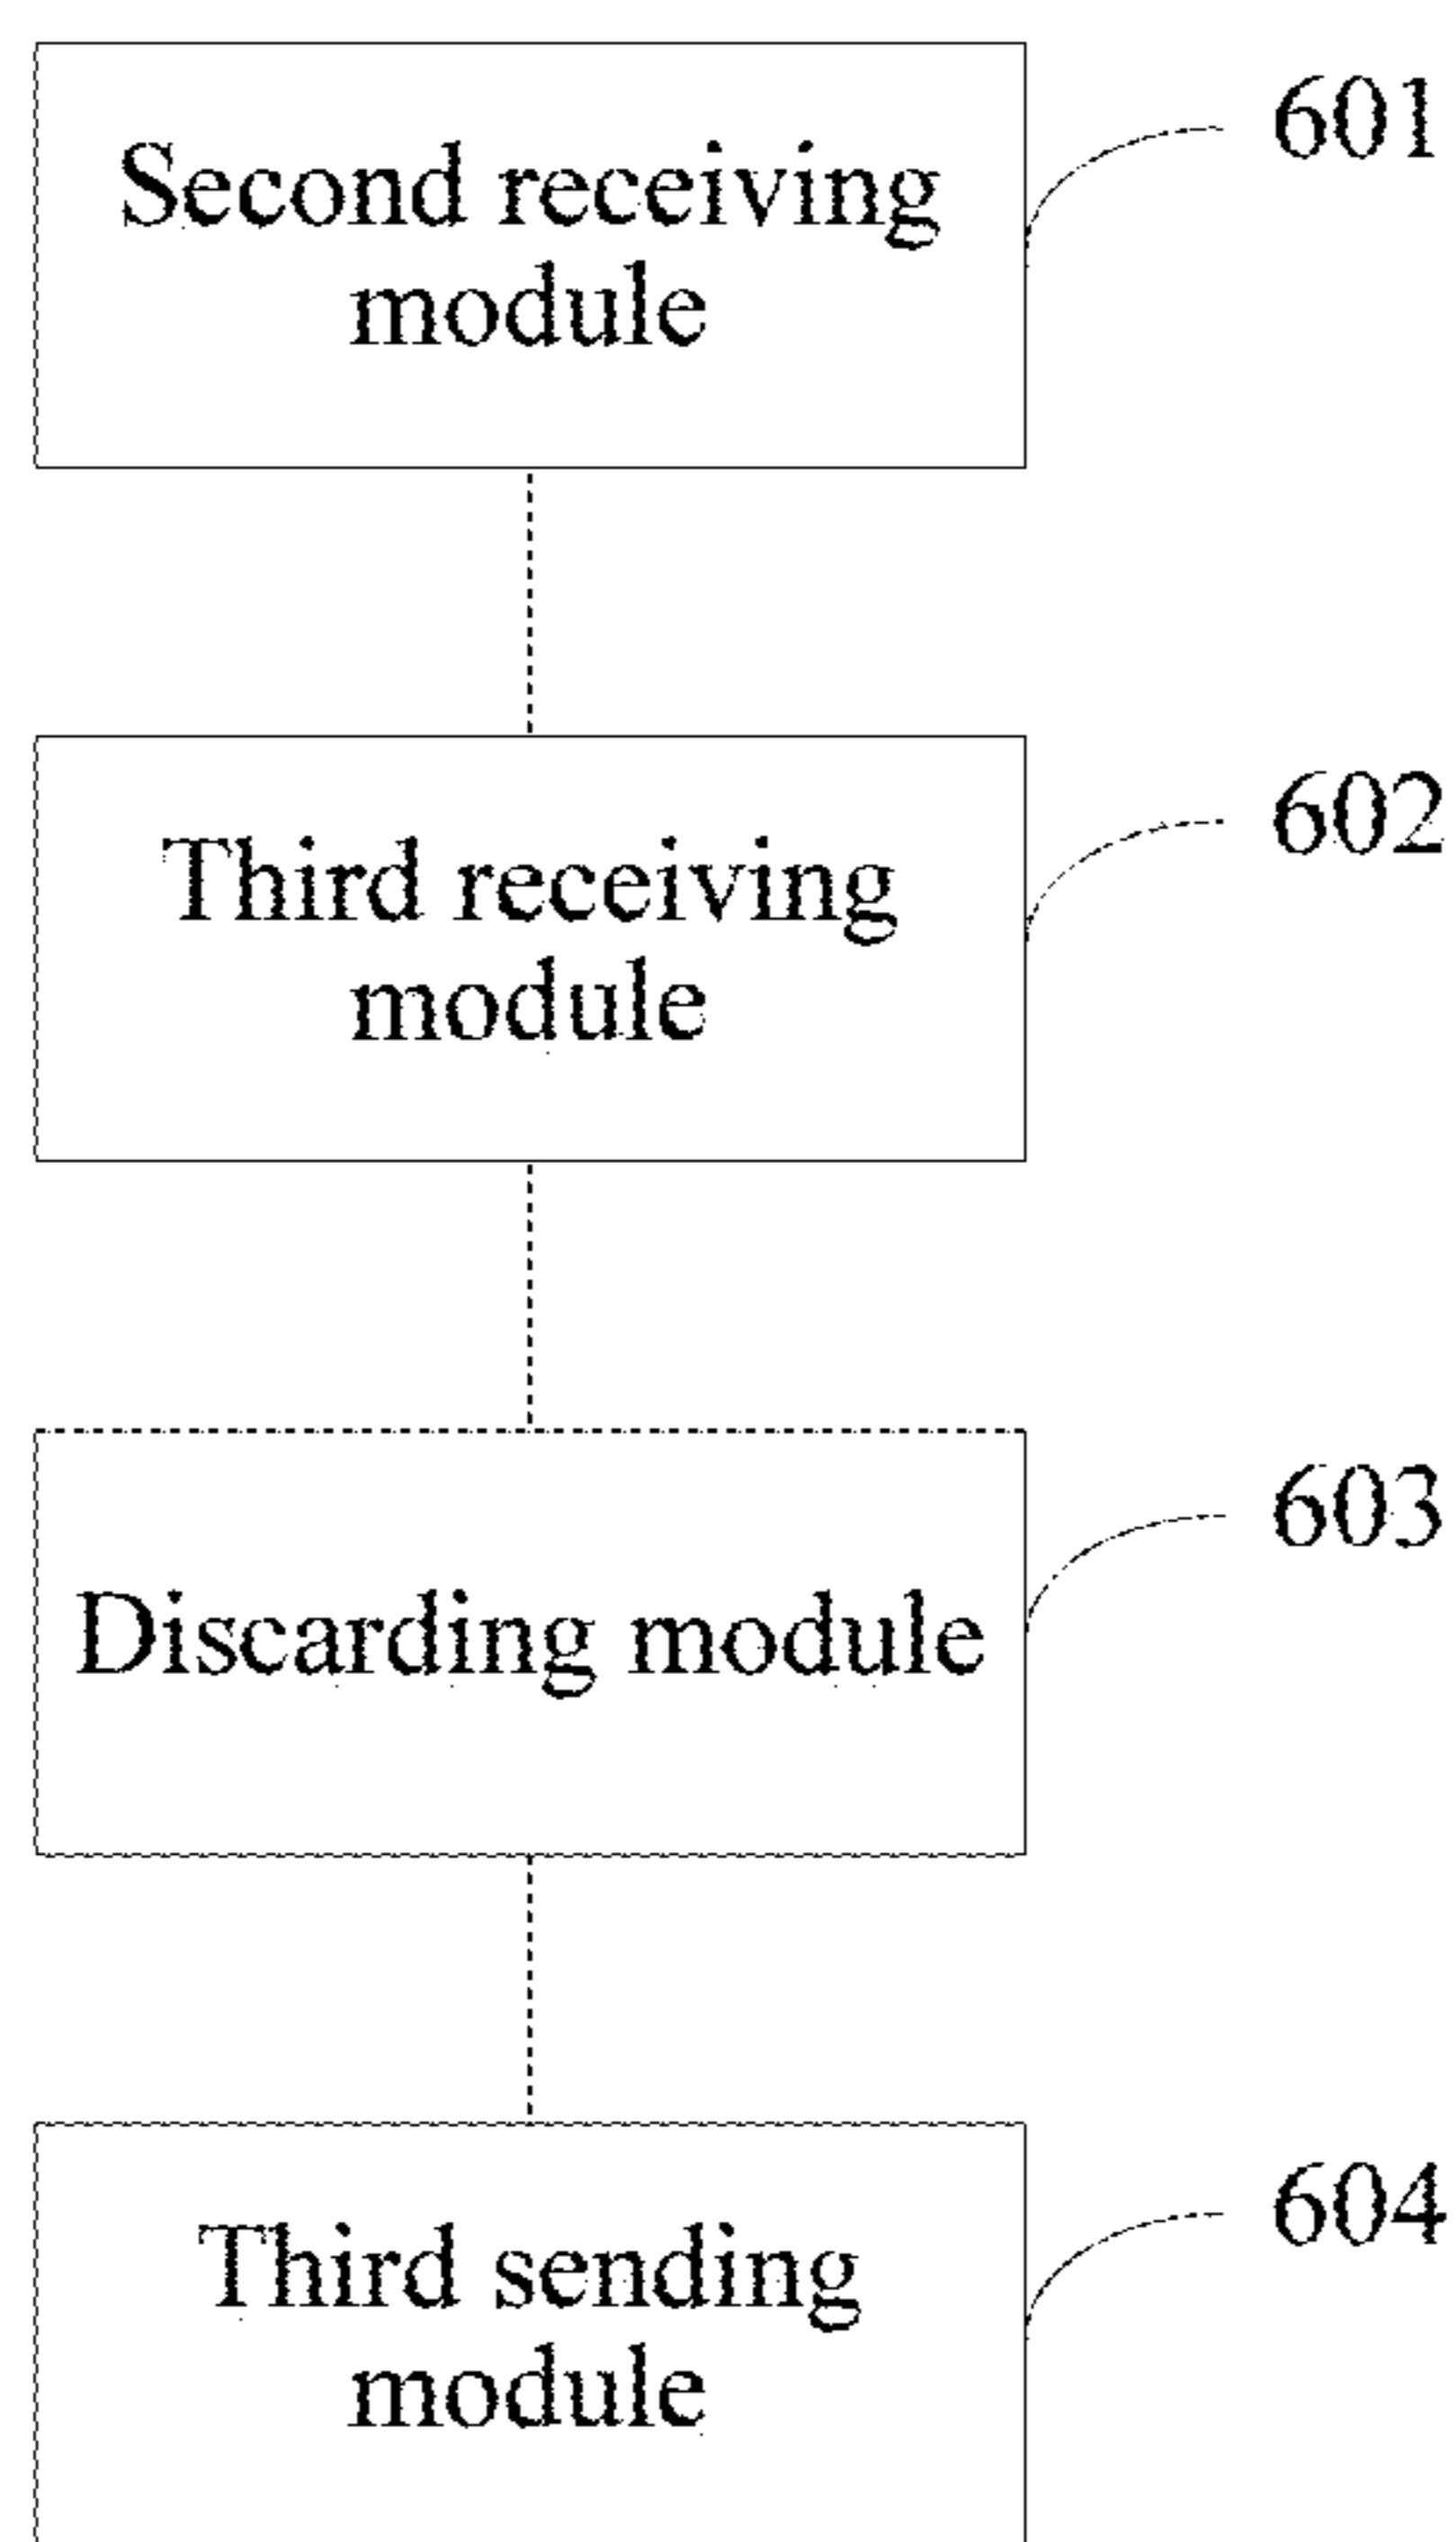 Second receiving
module
601
Third receiving
module
602
Discarding module
603
Third sending
module
604